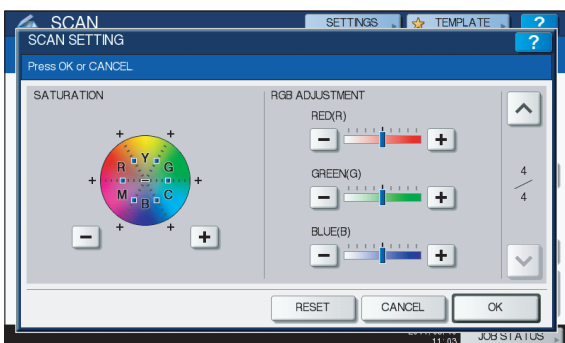 SCAN
SETTINGS
TEMPLATE
?
SCAN SETTING
?
Press OK or CANCEL
SATURATION
+ +
R Y G
+ − +
M B C
+ +
− +
RGB ADJUSTMENT
RED(R)
− +
GREEN(G)
− +
BLUE(B)
− +
4
4
RESET
CANCEL
OK
11:03
JOB STATUS